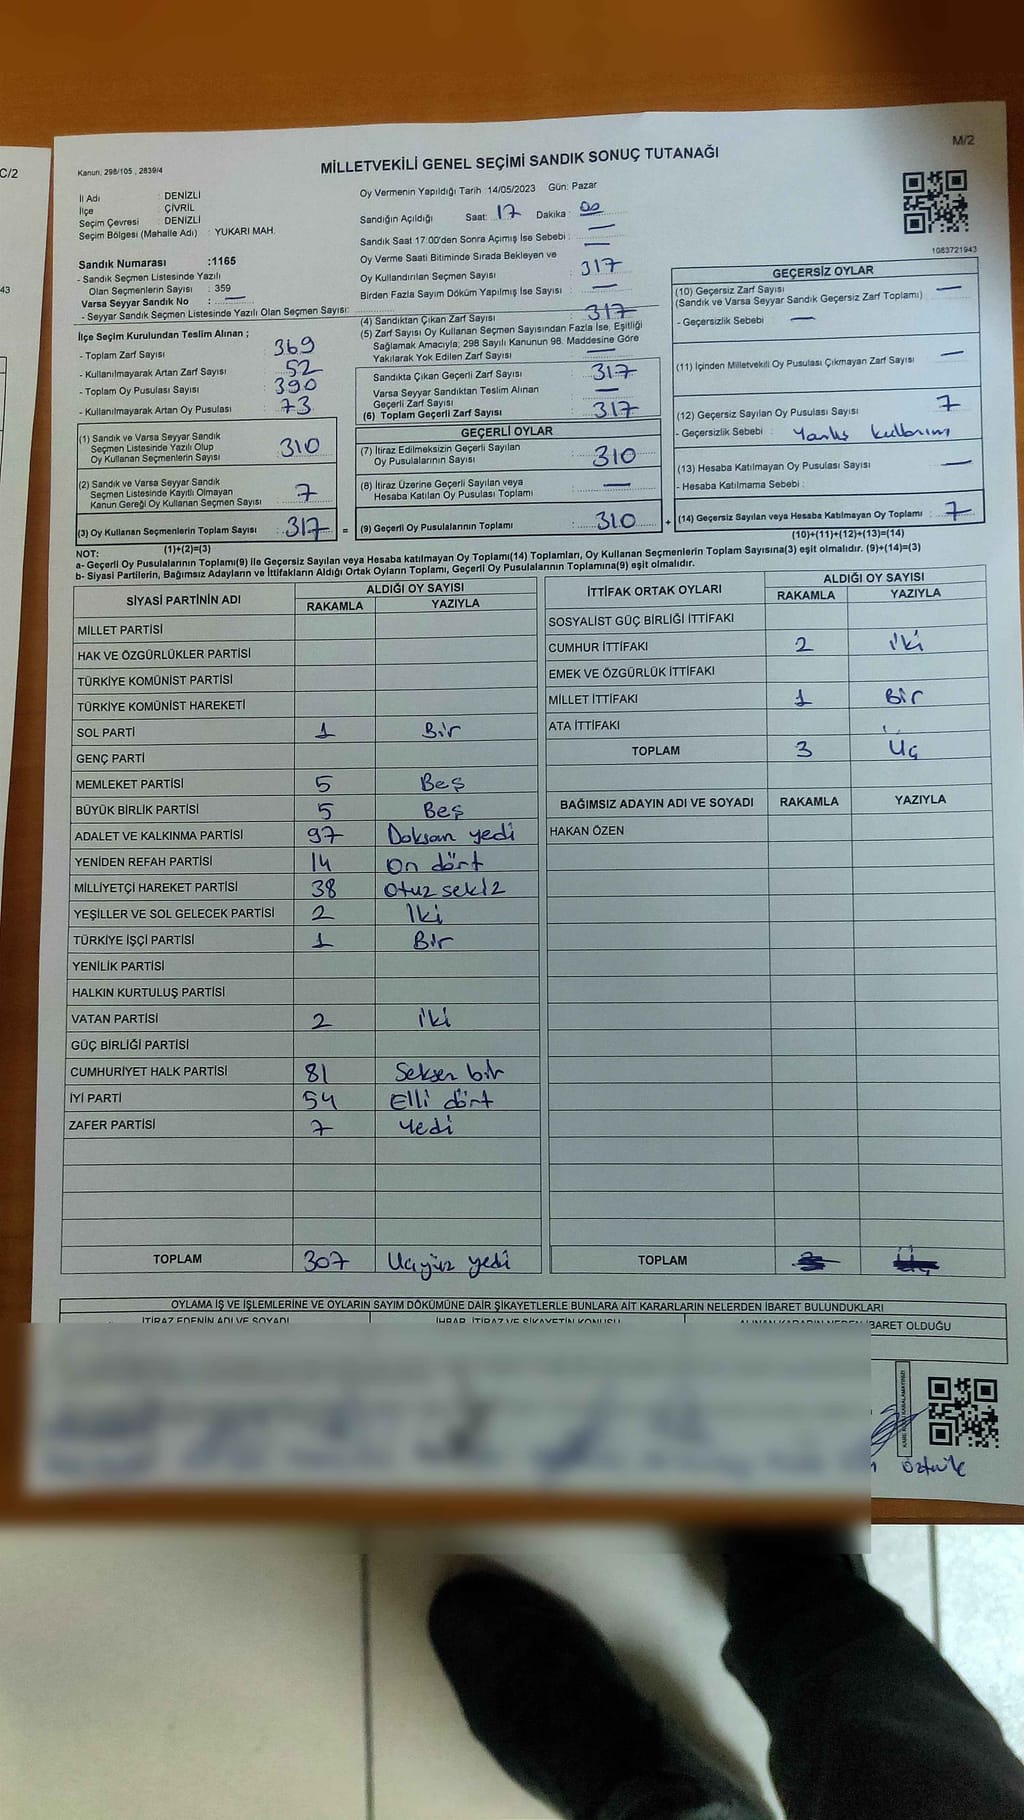 C/2
43
M/2
Kanun, 298/105 , 2839/4
MİLLETVEKİLİ GENEL SEÇİMİ SANDIK SONUÇ TUTANAĞI
İl Adı : DENİZLİ
İlçe : ÇİVRİL
Seçim Çevresi : DENİZLİ
Seçim Bölgesi (Mahalle Adı) : YUKARI MAH.
Sandık Numarası :1165
- Sandık Seçmen Listesinde Yazılı
Olan Seçmenlerin Sayısı : 359
Varsa Seyyar Sandık No : —
- Seyyar Sandık Seçmen Listesinde Yazılı Olan Seçmen Sayısı:
Oy Vermenin Yapıldığı Tarih :14/05/2023 Gün: Pazar
Sandığın Açıldığı Saat: 17 Dakika : 00
Sandık Saat 17:00'den Sonra Açımış İse Sebebi : —
Oy Verme Saati Bitiminde Sırada Bekleyen ve —
Oy Kullandırılan Seçmen Sayısı : 317
Birden Fazla Sayım Döküm Yapılmış İse Sayısı : —
1083721943
İlçe Seçim Kurulundan Teslim Alınan ;
- Toplam Zarf Sayısı : 369
- Kullanılmayarak Artan Zarf Sayısı : 52
- Toplam Oy Pusulası Sayısı : 390
- Kullanılmayarak Artan Oy Pusulası : 73
(1) Sandık ve Varsa Seyyar Sandık
Seçmen Listesinde Yazılı Olup
Oy Kullanan Seçmenlerin Sayısı : 310
(2) Sandık ve Varsa Seyyar Sandık
Seçmen Listesinde Kayıtlı Olmayan
Kanun Gereği Oy Kullanan Seçmen Sayısı : 7
(3) Oy Kullanan Seçmenlerin Toplam Sayısı : 317 =
(1)+(2)=(3)
(4) Sandıktan Çıkan Zarf Sayısı : 317
(5) Zarf Sayısı Oy Kullanan Seçmen Sayısından Fazla İse, Eşitliği
Sağlamak Amacıyla; 298 Sayılı Kanunun 98. Maddesine Göre
Yakılarak Yok Edilen Zarf Sayısı : —
Sandıkta Çıkan Geçerli Zarf Sayısı : 317
Varsa Seyyar Sandıktan Teslim Alınan
Geçerli Zarf Sayısı : —
(6) Toplam Geçerli Zarf Sayısı : 317
GEÇERLİ OYLAR
(7) İtiraz Edilmeksizin Geçerli Sayılan
Oy Pusulalarının Sayısı : 310
(8) İtiraz Üzerine Geçerli Sayılan veya
Hesaba Katılan Oy Pusulası Toplamı : —
(9) Geçerli Oy Pusulalarının Toplamı : 310 +
GEÇERSİZ OYLAR
(10) Geçersiz Zarf Sayısı : —
(Sandık ve Varsa Seyyar Sandık Geçersiz Zarf Toplamı)
- Geçersizlik Sebebi : —
(11) İçinden Milletvekili Oy Pusulası Çıkmayan Zarf Sayısı : —
(12) Geçersiz Sayılan Oy Pusulası Sayısı : 7
- Geçersizlik Sebebi : Yanlış kullanım
(13) Hesaba Katılmayan Oy Pusulası Sayısı : —
- Hesaba Katılmama Sebebi :
(14) Geçersiz Sayılan veya Hesaba Katılmayan Oy Toplamı : 7
(10)+(11)+(12)+(13)=(14)
NOT:
a- Geçerli Oy Pusulalarının Toplamı(9) ile Geçersiz Sayılan veya Hesaba katılmayan Oy Toplamı(14) Toplamları, Oy Kullanan Seçmenlerin Toplam Sayısına(3) eşit olmalıdır. (9)+(14)=(3)
b- Siyasi Partilerin, Bağımsız Adayların ve İttifakların Aldığı Ortak Oyların Toplamı, Geçerli Oy Pusulalarının Toplamına(9) eşit olmalıdır.
SİYASİ PARTİNİN ADI ALDIĞI OY SAYISI
RAKAMLA YAZIYLA
MİLLET PARTİSİ
HAK VE ÖZGÜRLÜKLER PARTİSİ
TÜRKİYE KOMÜNİST PARTİSİ
TÜRKİYE KOMÜNİST HAREKETİ
SOL PARTİ 1 Bir
GENÇ PARTİ
MEMLEKET PARTİSİ 5 Beş
BÜYÜK BİRLİK PARTİSİ 5 Beş
ADALET VE KALKINMA PARTİSİ 97 Doksan yedi
YENİDEN REFAH PARTİSİ 14 On dört
MİLLİYETÇİ HAREKET PARTİSİ 38 Otuz sekiz
YEŞİLLER VE SOL GELECEK PARTİSİ 2 İki
TÜRKİYE İŞÇİ PARTİSİ 1 Bir
YENİLİK PARTİSİ
HALKIN KURTULUŞ PARTİSİ
VATAN PARTİSİ 2 İki
GÜÇ BİRLİĞİ PARTİSİ
CUMHURİYET HALK PARTİSİ 81 Seksen bir
İYİ PARTİ 54 Elli dört
ZAFER PARTİSİ 7 Yedi
TOPLAM 307 Üçyüz yedi
İTTİFAK ORTAK OYLARI ALDIĞI OY SAYISI
RAKAMLA YAZIYLA
SOSYALİST GÜÇ BİRLİĞİ İTTİFAKI
CUMHUR İTTİFAKI 2 İki
EMEK VE ÖZGÜRLÜK İTTİFAKI
MİLLET İTTİFAKI 1 Bir
ATA İTTİFAKI
TOPLAM 3 Üç
BAĞIMSIZ ADAYIN ADI VE SOYADI RAKAMLA YAZIYLA
HAKAN ÖZEN
TOPLAM
OYLAMA İŞ VE İŞLEMLERİNE VE OYLARIN SAYIM DÖKÜMÜNE DAİR ŞİKAYETLERLE BUNLARA AİT KARARLARIN NELERDEN İBARET BULUNDUKLARI
İTİRAZ EDENİN ADI VE SOYADI İHBAR, İTİRAZ VE ŞİKAYETİN KONUSU ALINAN KARARIN NEDEN İBARET OLDUĞU